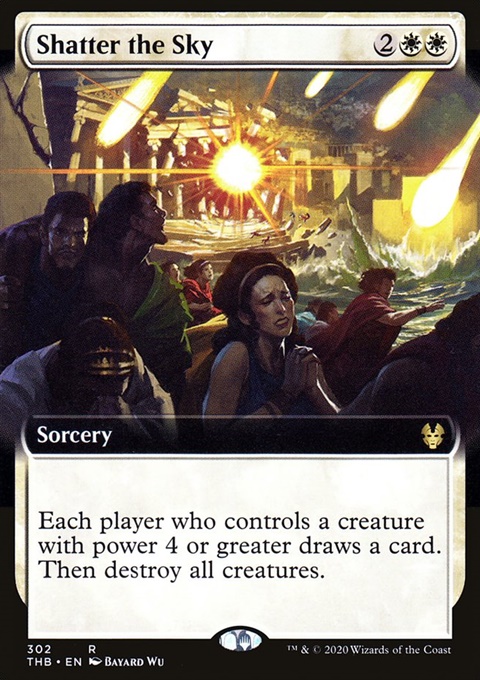 Shatter the Sky 2
Sorcery
Each player who controls a creature
with power 4 or greater draws a card.
Then destroy all creatures.
302 R
THB • EN Bayard Wu
™ & © 2020 Wizards of the Coast